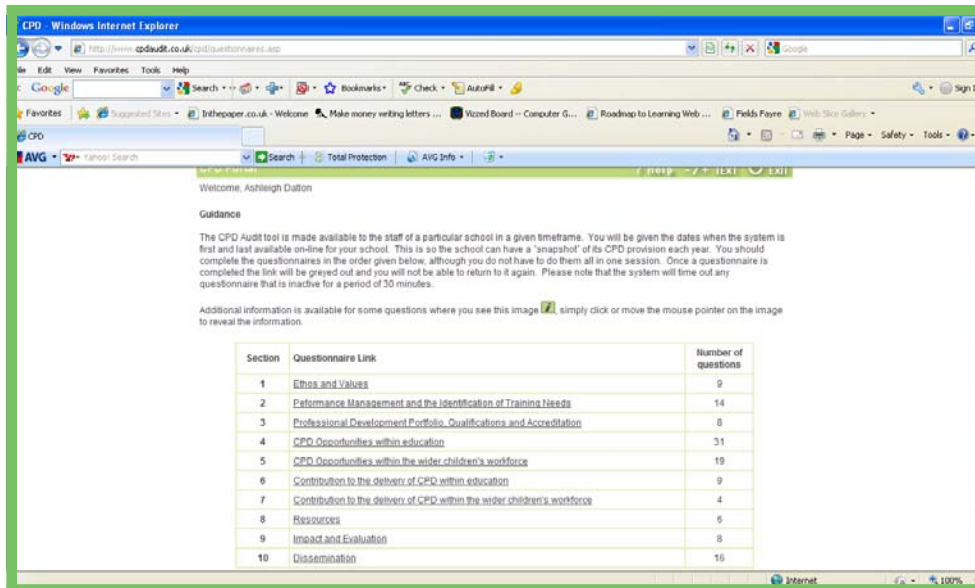 CPD - Windows Internet Explorer
http://www.cpdaudit.co.uk/cpd/questionnaires.asp Google
Edit View Favorites Tools Help
Google Search Bookmarks Check AutoFill Sign
Favorites Suggested Sites Inthepaper.co.uk - Welcome Make money writing letters ... Vizzed Board -- Computer G... Roadmap to Learning Web ... Fields Fayre Web Slice Gallery
CPD Page Safety Tools
AVG Yahoo! Search Search Total Protection AVG Info
CPD Portal ? Help - / + TEXT Exit
Welcome, Ashleigh Datton
Guidance
The CPD Audit tool is made available to the staff of a particular school in a given timeframe. You will be given the dates when the system is
first and last available on-line for your school. This is so the school can have a 'snapshot' of its CPD provision each year. You should
complete the questionnaires in the order given below, although you do not have to do them all in one session. Once a questionnaire is
completed the link will be greyed out and you will not be able to return to it again. Please note that the system will time out any
questionnaire that is inactive for a period of 30 minutes.
Additional information is available for some questions where you see this image i, simply click or move the mouse pointer on the image
to reveal the information.
Section Questionnaire Link Number of
questions
1 Ethos and Values 9
2 Peformance Management and the Identification of Training Needs 14
3 Professional Development Portfolio, Qualifications and Accreditation 8
4 CPD Opportunities within education 31
5 CPD Opportunities within the wider children's workforce 19
6 Contribution to the delivery of CPD within education 9
7 Contribution to the delivery of CPD within the wider children's workforce 4
8 Resources 6
9 Impact and Evaluation 8
10 Dissemination 16
Internet 100%